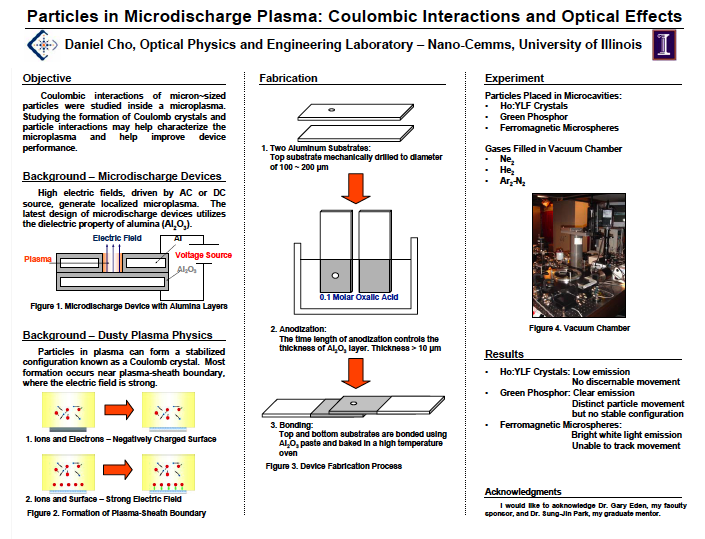 Particles in Microdischarge Plasma: Coulombic Interactions and Optical Effects
Daniel Cho, Optical Physics and Engineering Laboratory – Nano-Cemms, University of Illinois
Objective
Coulombic interactions of micron~sized
particles were studied inside a microplasma.
Studying the formation of Coulomb crystals and
particle interactions may help characterize the
microplasma and help improve device
performance.
Background – Microdischarge Devices
High electric fields, driven by AC or DC
source, generate localized microplasma. The
latest design of microdischarge devices utilizes
the dielectric property of alumina (Al₂O₃).
Electric Field
Al
Plasma
Voltage Source
Al₂O₃
Figure 1. Microdischarge Device with Alumina Layers
Background – Dusty Plasma Physics
Particles in plasma can form a stabilized
configuration known as a Coulomb crystal. Most
formation occurs near plasma-sheath boundary,
where the electric field is strong.
1. Ions and Electrons – Negatively Charged Surface
2. Ions and Surface – Strong Electric Field
Figure 2. Formation of Plasma-Sheath Boundary
Fabrication
1. Two Aluminum Substrates:
Top substrate mechanically drilled to diameter
of 100 ~ 200 μm
0.1 Molar Oxalic Acid
2. Anodization:
The time length of anodization controls the
thickness of Al₂O₃ layer. Thickness > 10 μm
3. Bonding:
Top and bottom substrates are bonded using
Al₂O₃ paste and baked in a high temperature
oven
Figure 3. Device Fabrication Process
Experiment
Particles Placed in Microcavities:
• Ho:YLF Crystals
• Green Phosphor
• Ferromagnetic Microspheres
Gases Filled in Vacuum Chamber
• Ne₂
• He₂
• Ar₂-N₂
Figure 4. Vacuum Chamber
Results
• Ho:YLF Crystals: Low emission
No discernable movement
• Green Phosphor: Clear emission
Distinct particle movement
but no stable configuration
• Ferromagnetic Microspheres:
Bright white light emission
Unable to track movement
Acknowledgments
I would like to acknowledge Dr. Gary Eden, my faculty
sponsor, and Dr. Sung-Jin Park, my graduate mentor.